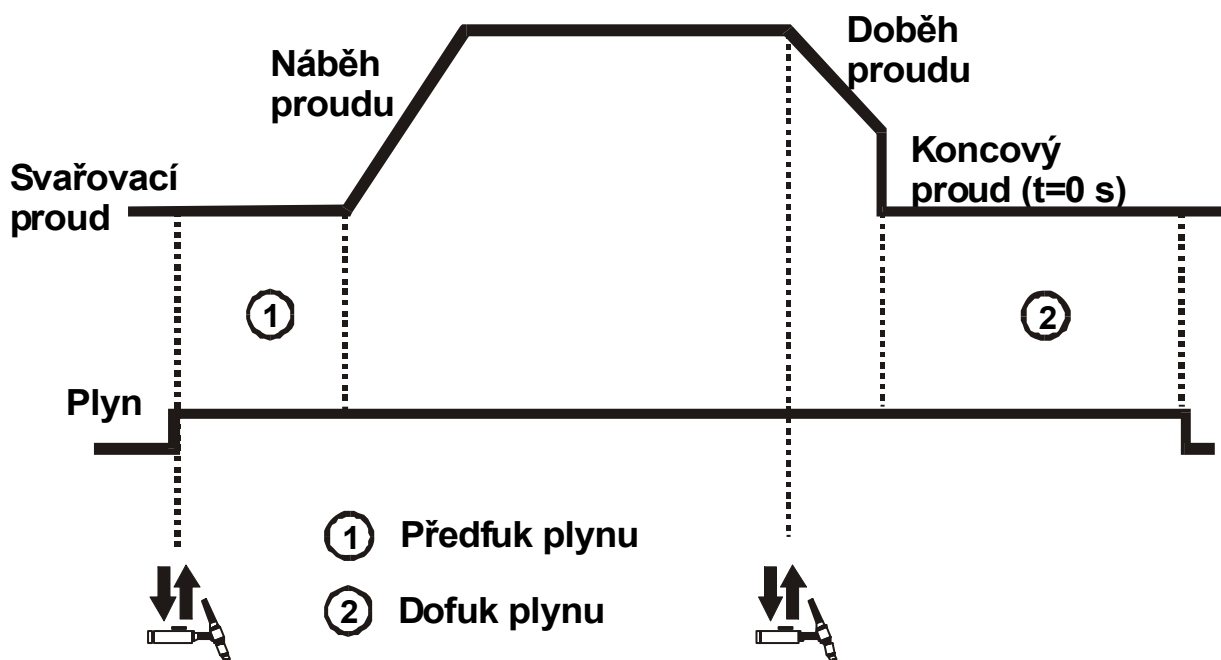 Náběh
proudu
Doběh
proudu
Svařovací
proud
Koncový
proud (t=0 s)
1
2
Plyn
1 Předfuk plynu
2 Dofuk plynu